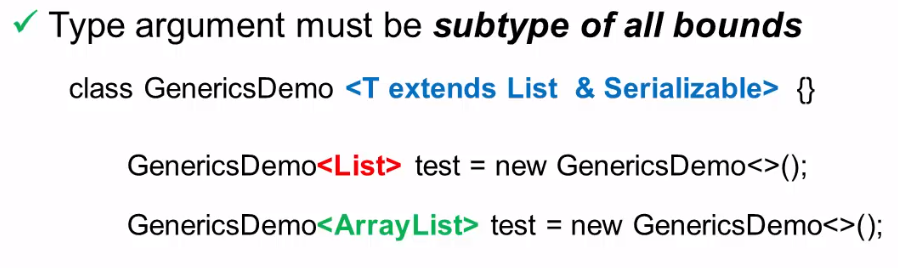 ✓ Type argument must be subtype of all bounds
class GenericsDemo <T extends List & Serializable> {}
GenericsDemo<List> test = new GenericsDemo<>();
GenericsDemo<ArrayList> test = new GenericsDemo<>();